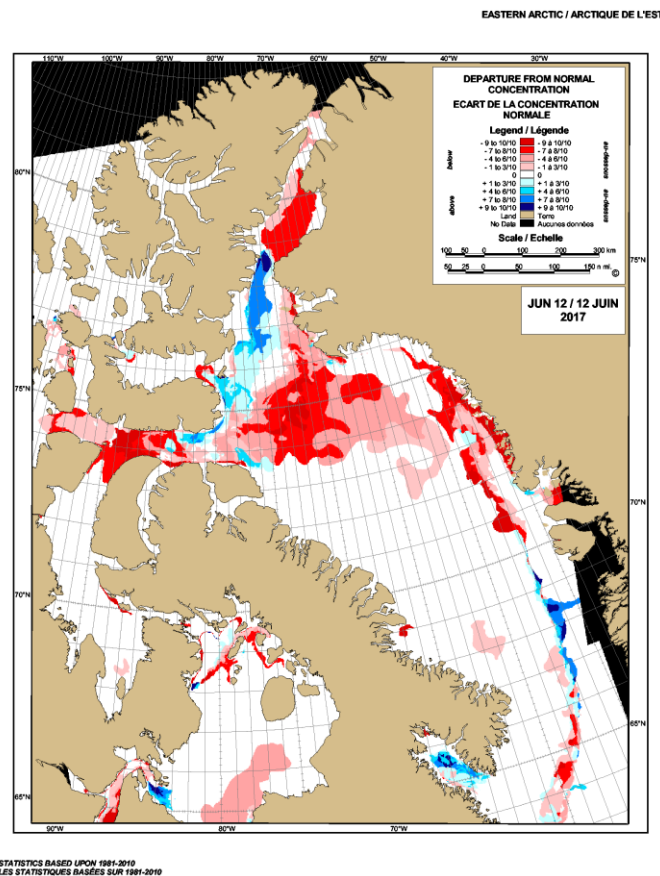 EASTERN ARCTIC / ARCTIQUE DE L'EST
110°W 100°W 90°W 80°W 70°W 60°W 50°W 40°W 30°W
DEPARTURE FROM NORMAL
CONCENTRATION
ECART DE LA CONCENTRATION
NORMALE
Legend / Légende
below
- 9 to 10/10 - 9 à 10/10
- 7 to 8/10 - 7 à 8/10
- 4 to 6/10 - 4 à 6/10
- 1 to 3/10 - 1 à 3/10
0 0
above
+ 1 to 3/10 + 1 à 3/10
+ 4 to 6/10 + 4 à 6/10
+ 7 to 8/10 + 7 à 8/10
+ 9 to 10/10 + 9 à 10/10
Land Terre
No Data Aucunes données
Scale / Echelle
100 50 0 100 200 300 km
50 25 0 50 100 150 n mi.
©
JUN 12 / 12 JUIN
2017
80°N
80°N
75°N
75°N
70°N
70°N
65°N
65°N
90°W 80°W 70°W
STATISTICS BASED UPON 1981-2010
LES STATISTIQUES BASÉES SUR 1981-2010